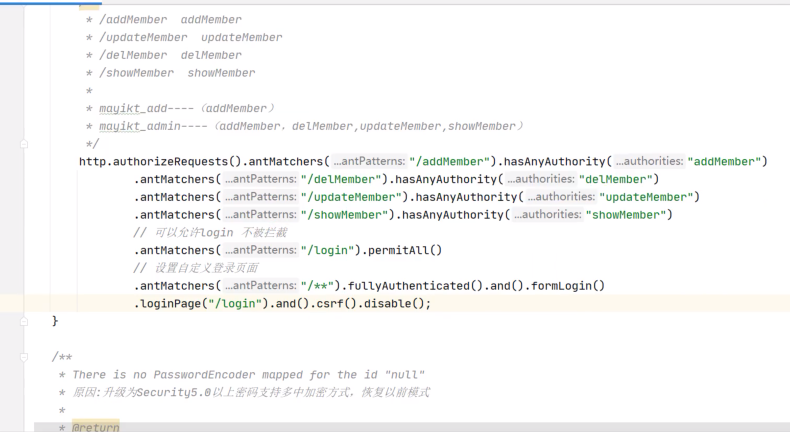 * /addMember  addMember
* /updateMember  updateMember
* /delMember  delMember
* /showMember  showMember
*
* mayikt_add----（addMember）
* mayikt_admin----（addMember，delMember,updateMember,showMember）
*/
http.authorizeRequests().antMatchers( ...antPatterns: "/addMember").hasAnyAuthority( ...authorities: "addMember")
.antMatchers( ...antPatterns: "/delMember").hasAnyAuthority( ...authorities: "delMember")
.antMatchers( ...antPatterns: "/updateMember").hasAnyAuthority( ...authorities: "updateMember")
.antMatchers( ...antPatterns: "/showMember").hasAnyAuthority( ...authorities: "showMember")
// 可以允许login 不被拦截
.antMatchers( ...antPatterns: "/login").permitAll()
// 设置自定义登录页面
.antMatchers( ...antPatterns: "/**").fullyAuthenticated().and().formLogin()
.loginPage("/login").and().csrf().disable();
}
/**
* There is no PasswordEncoder mapped for the id "null"
* 原因:升级为Security5.0以上密码支持多中加密方式，恢复以前模式
*
* @return